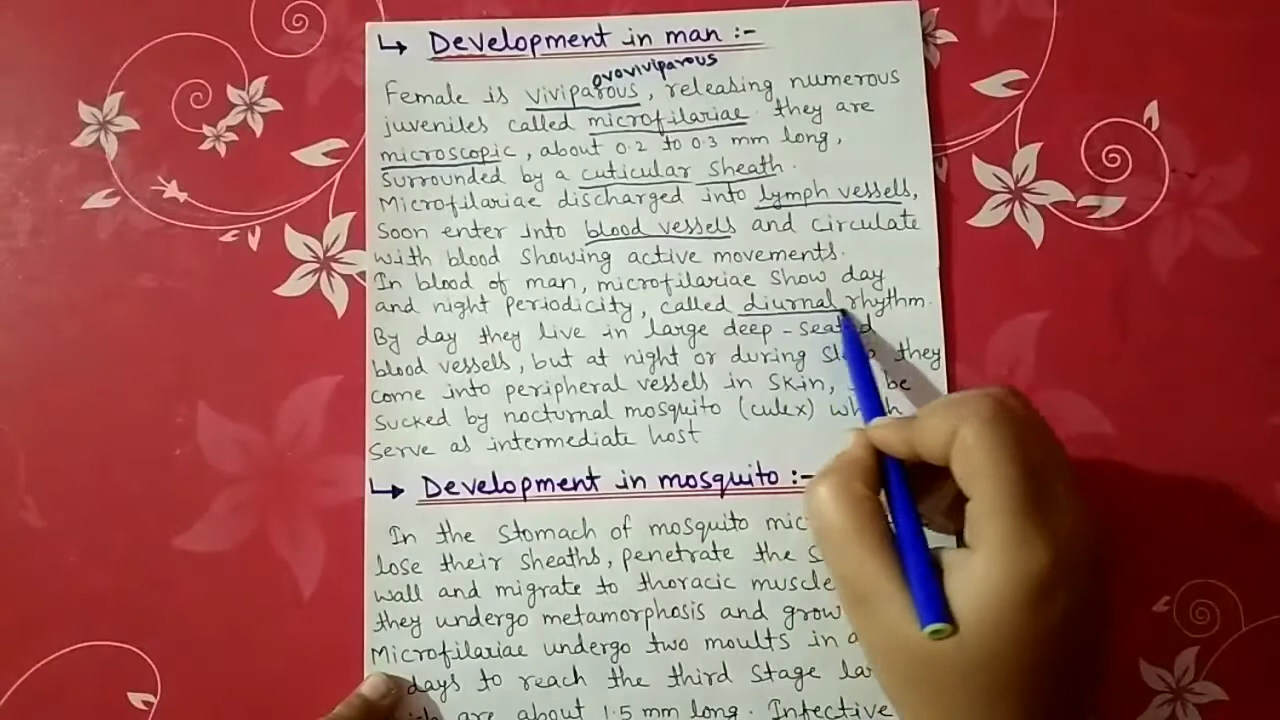 ↳ Development in man :-
ovoviviparous
Female is viviparous, releasing numerous
juveniles called microfilariae they are
microscopic, about 0.2 to 0.3 mm long,
surrounded by a cuticular sheath.
Microfilariae discharged into lymph vessels,
soon enter into blood vessels and circulate
with blood showing active movements.
In blood of man, microfilariae show day
and night periodicity, called diurnal rhythm.
By day they live in large deep-seated
blood vessels, but at night or during they
come into peripheral vessels in skin, be
sucked by nocturnal mosquito (culex)
serve as intermediate host
↳ Development in mosquito :-
In the stomach of mosquito
lose their sheaths, penetrate the
wall and migrate to thoracic muscle
they undergo metamorphosis and grow
Microfilariae undergo two moults in
days to reach the third stage
are about 1.5 mm long. Infective